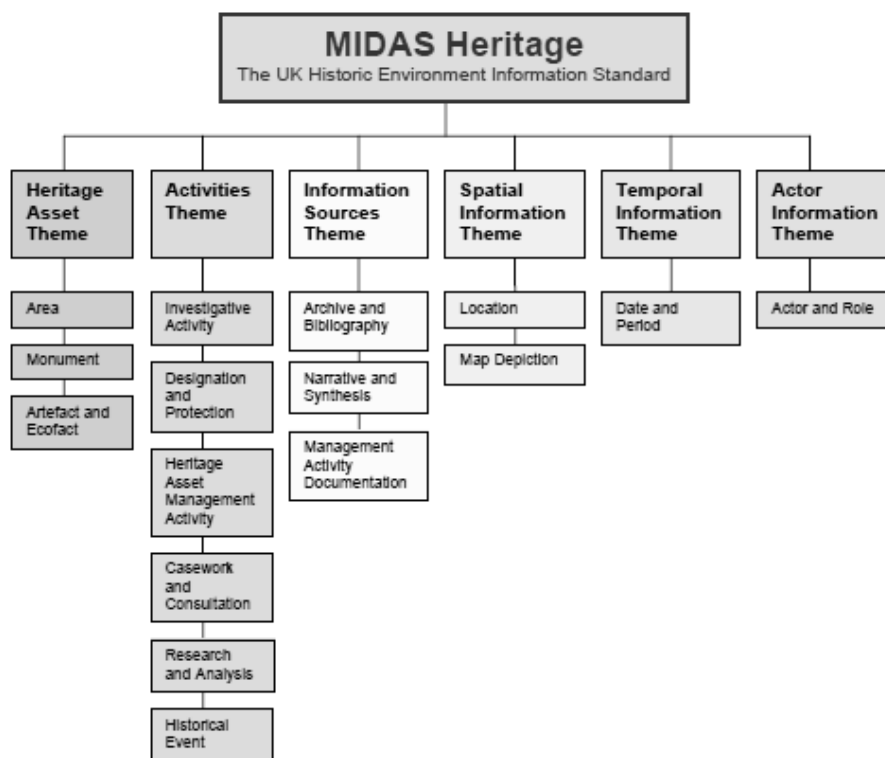 MIDAS Heritage
The UK Historic Environment Information Standard
Heritage
Asset
Theme
Area
Monument
Artefact and
Ecofact
Activities
Theme
Investigative
Activity
Designation
and
Protection
Heritage
Asset
Management
Activity
Casework
and
Consultation
Research
and Analysis
Historical
Event
Information
Sources
Theme
Archive and
Bibliography
Narrative and
Synthesis
Management
Activity
Documentation
Spatial
Information
Theme
Location
Map Depiction
Temporal
Information
Theme
Date and
Period
Actor
Information
Theme
Actor and Role